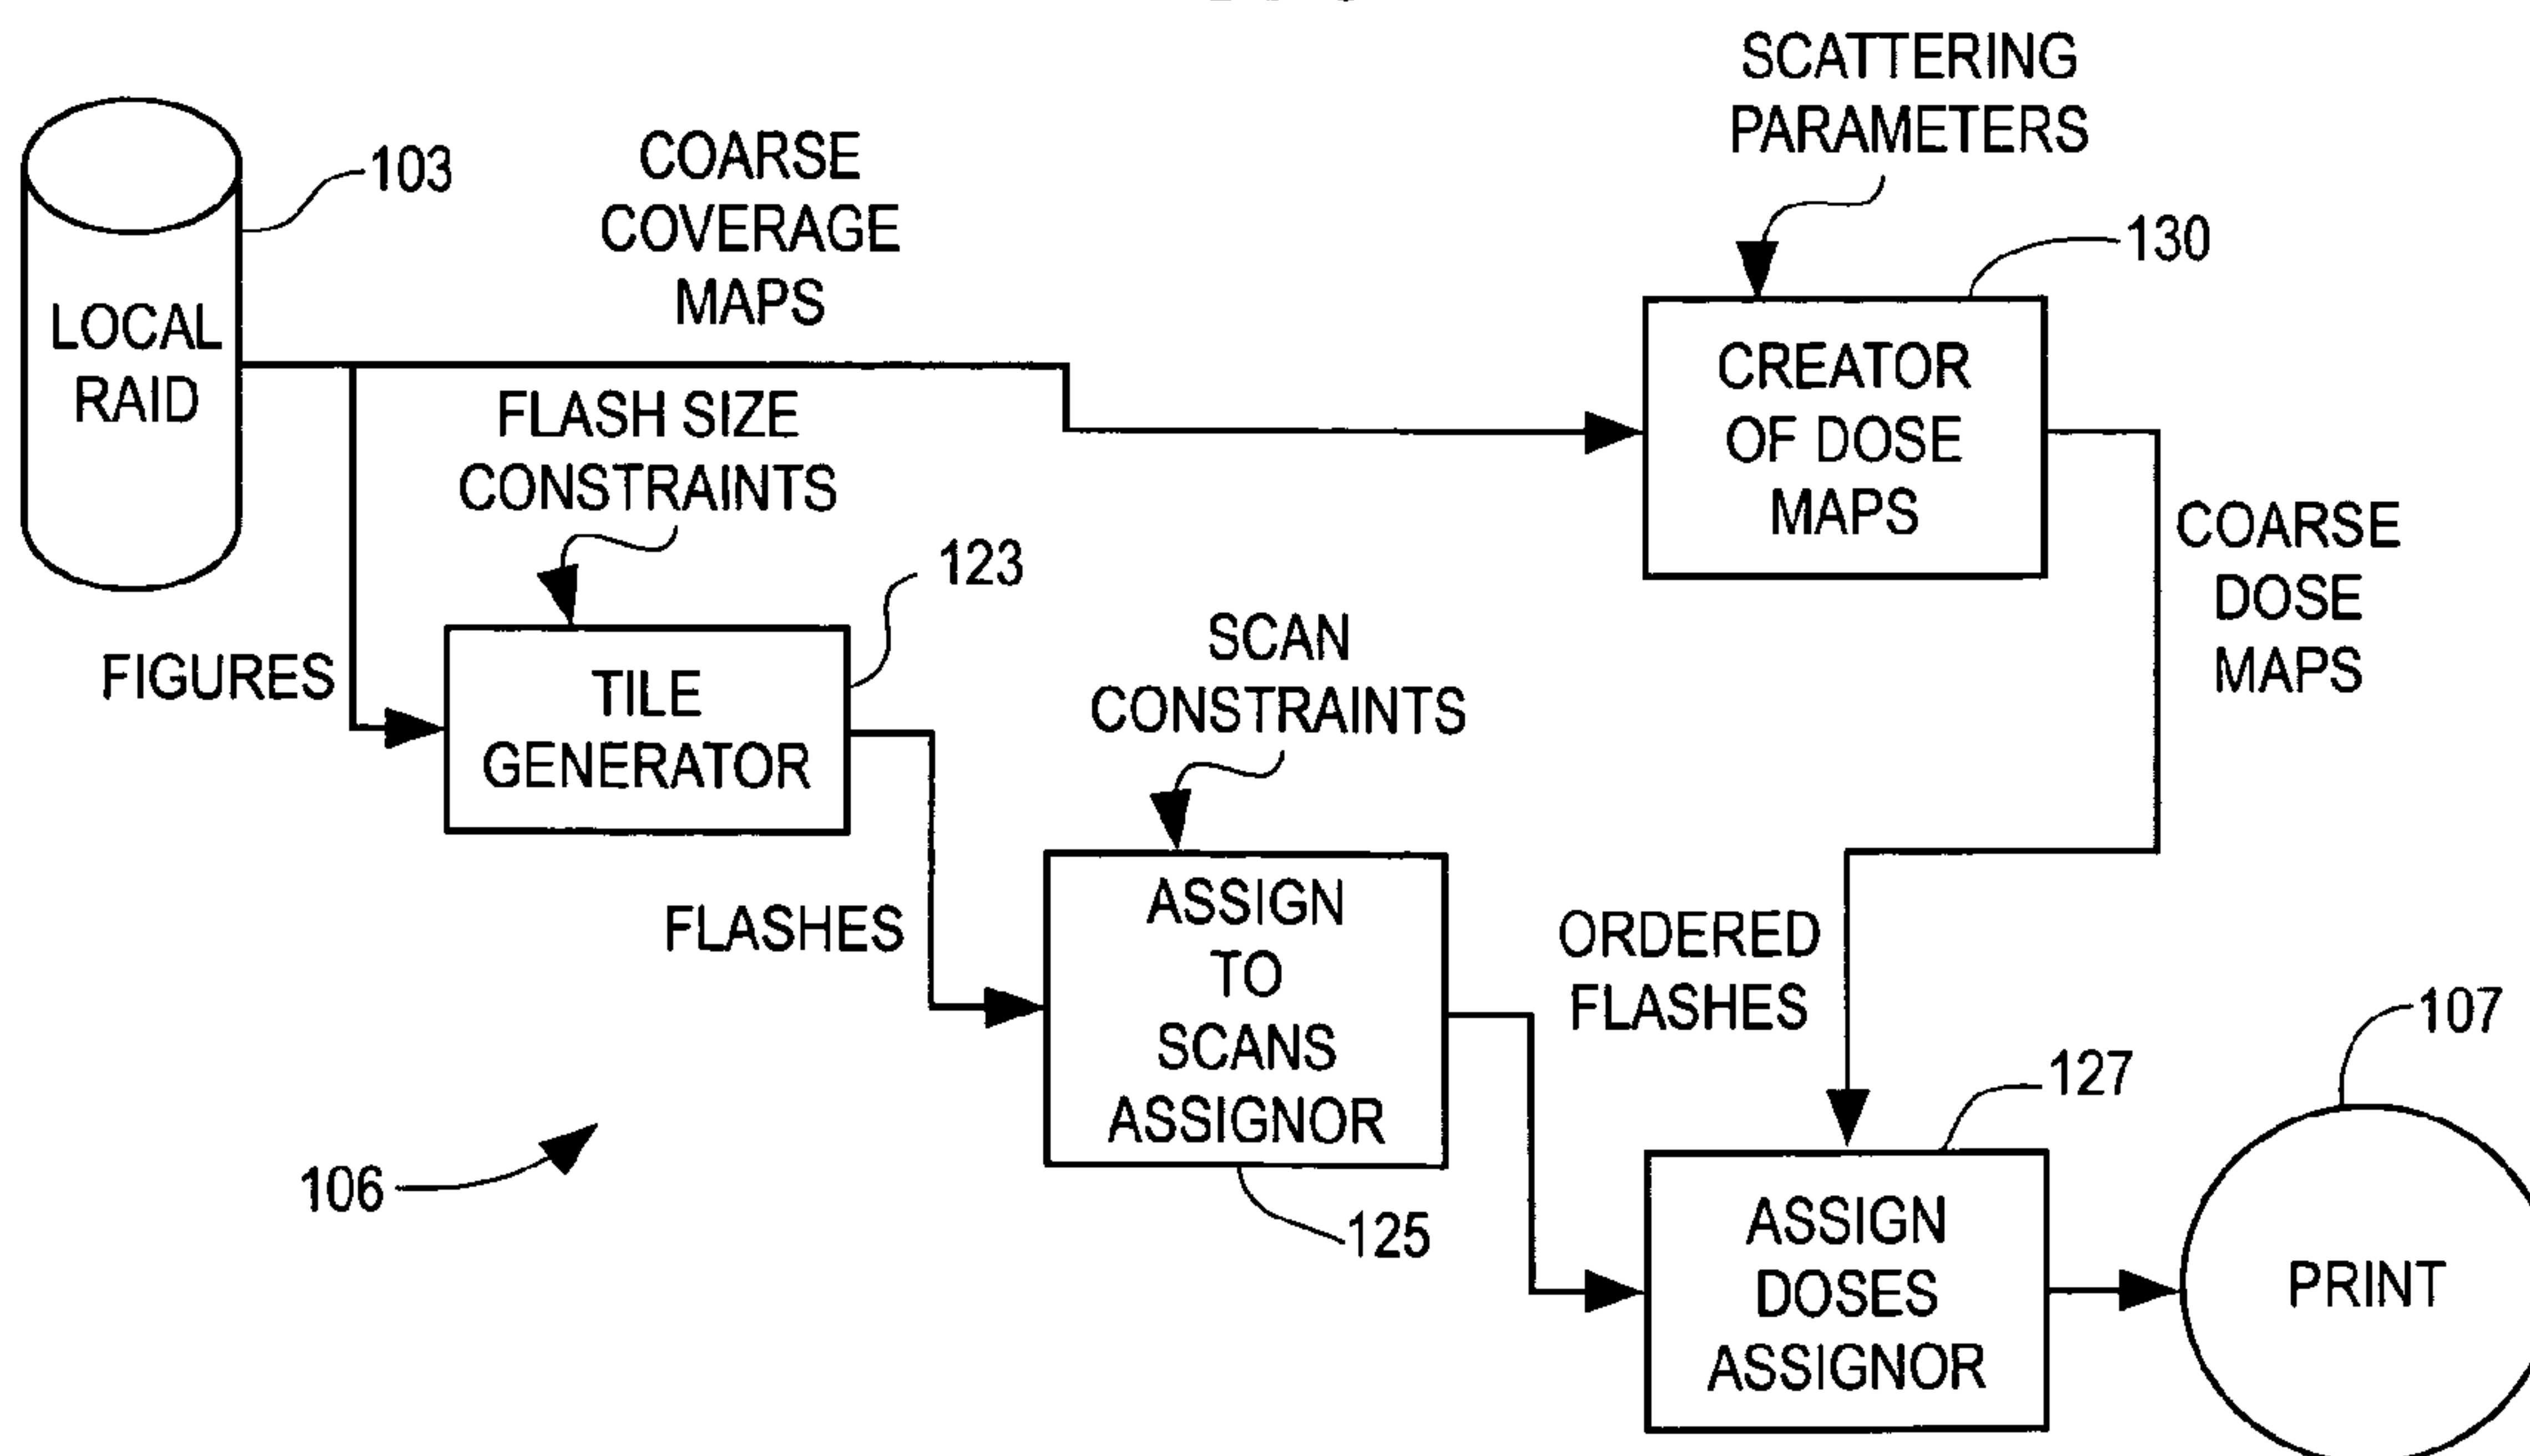 SCATTERING
PARAMETERS
130
103
COARSE
COVERAGE
MAPS
LOCAL
RAID
CREATOR
OF DOSE
MAPS
FLASH SIZE
CONSTRAINTS
COARSE
DOSE
MAPS
123
FIGURES
TILE
GENERATOR
SCAN
CONSTRAINTS
FLASHES
ASSIGN
TO
SCANS
ASSIGNOR
125
ORDERED
FLASHES
106
127
107
ASSIGN
DOSES
ASSIGNOR
PRINT